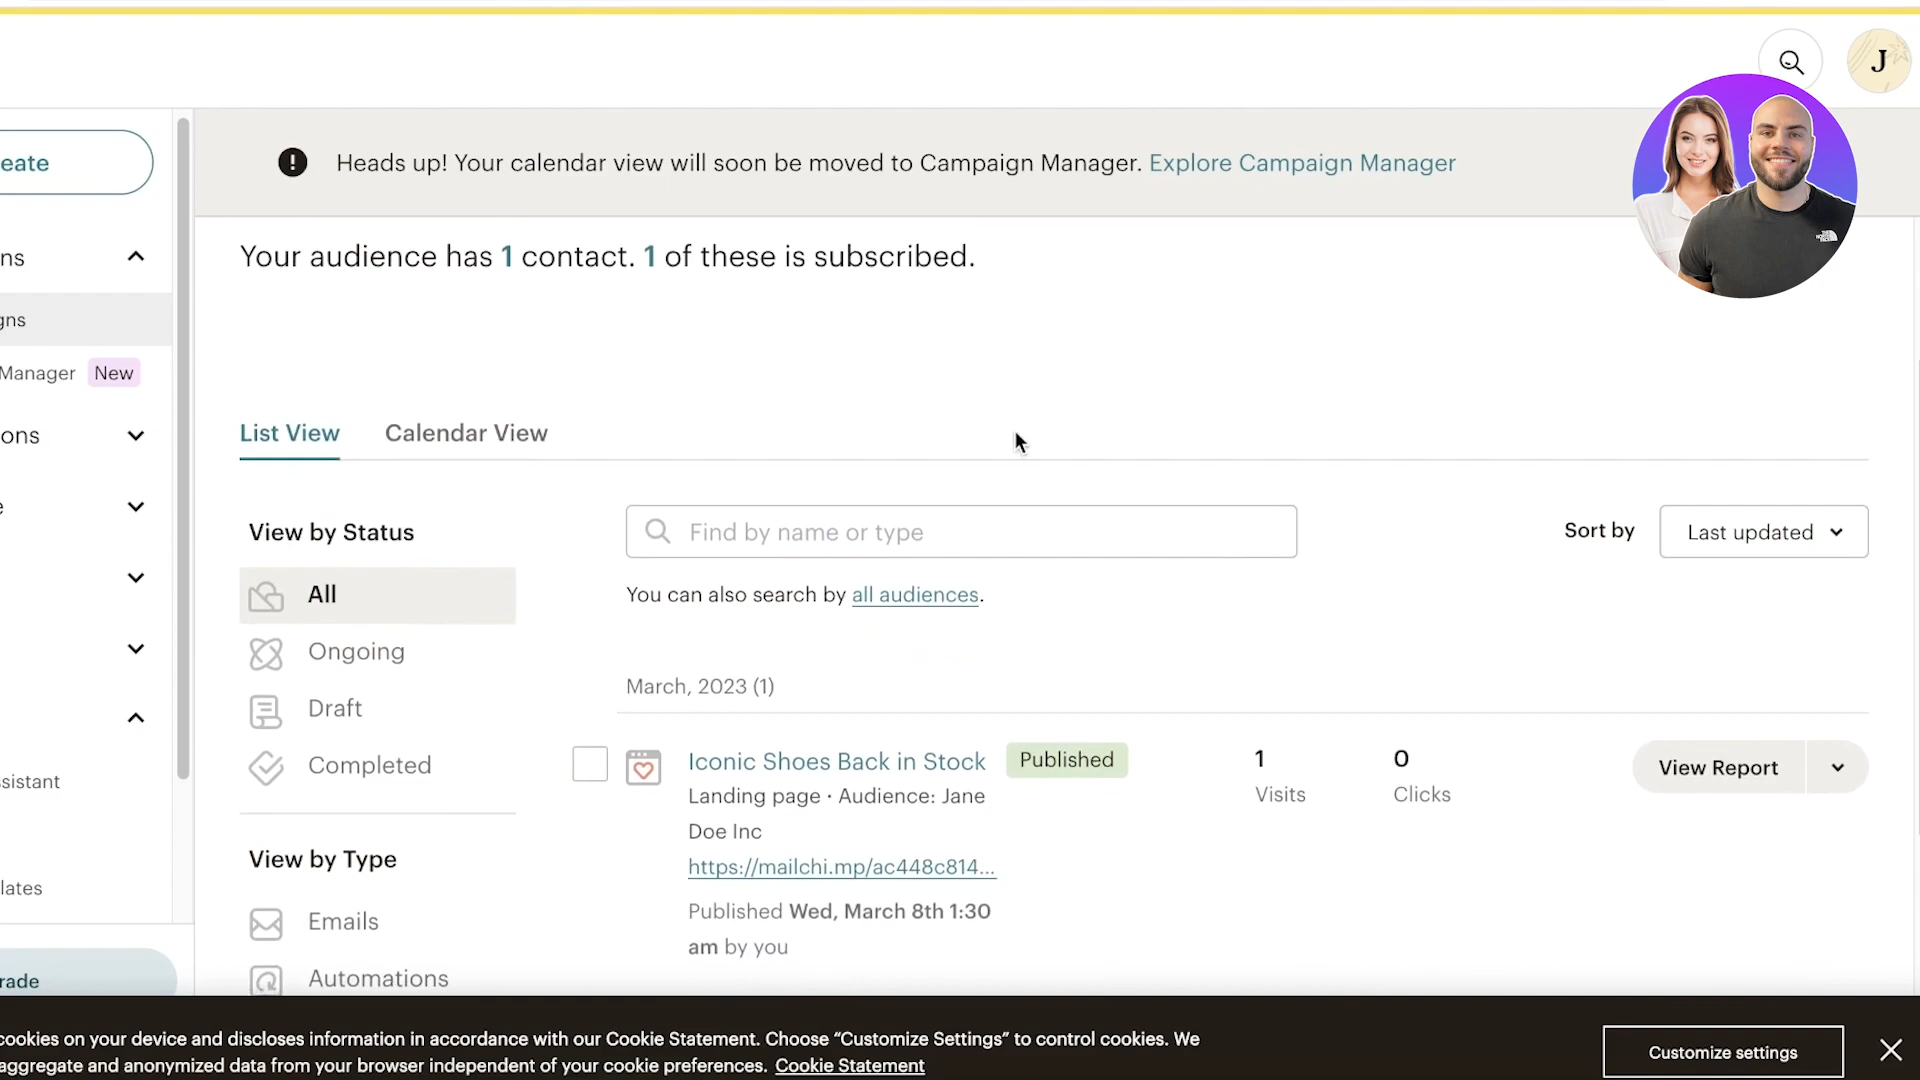 J
eate
Heads up! Your calendar view will soon be moved to Campaign Manager. Explore Campaign Manager
Your audience has 1 contact. 1 of these is subscribed.
ns
gns
Manager New
ons
e
ssistant
lates
rade
List View Calendar View
View by Status
All
Ongoing
Draft
Completed
View by Type
Emails
Automations
Find by name or type
Sort by Last updated
You can also search by all audiences.
March, 2023 (1)
Iconic Shoes Back in Stock Published
Landing page · Audience: Jane
Doe Inc
https://mailchi.mp/ac448c814...
Published Wed, March 8th 1:30
am by you
1
Visits
0
Clicks
View Report
cookies on your device and discloses information in accordance with our Cookie Statement. Choose “Customize Settings” to control cookies. We
aggregate and anonymized data from your browser independent of your cookie preferences. Cookie Statement
Customize settings